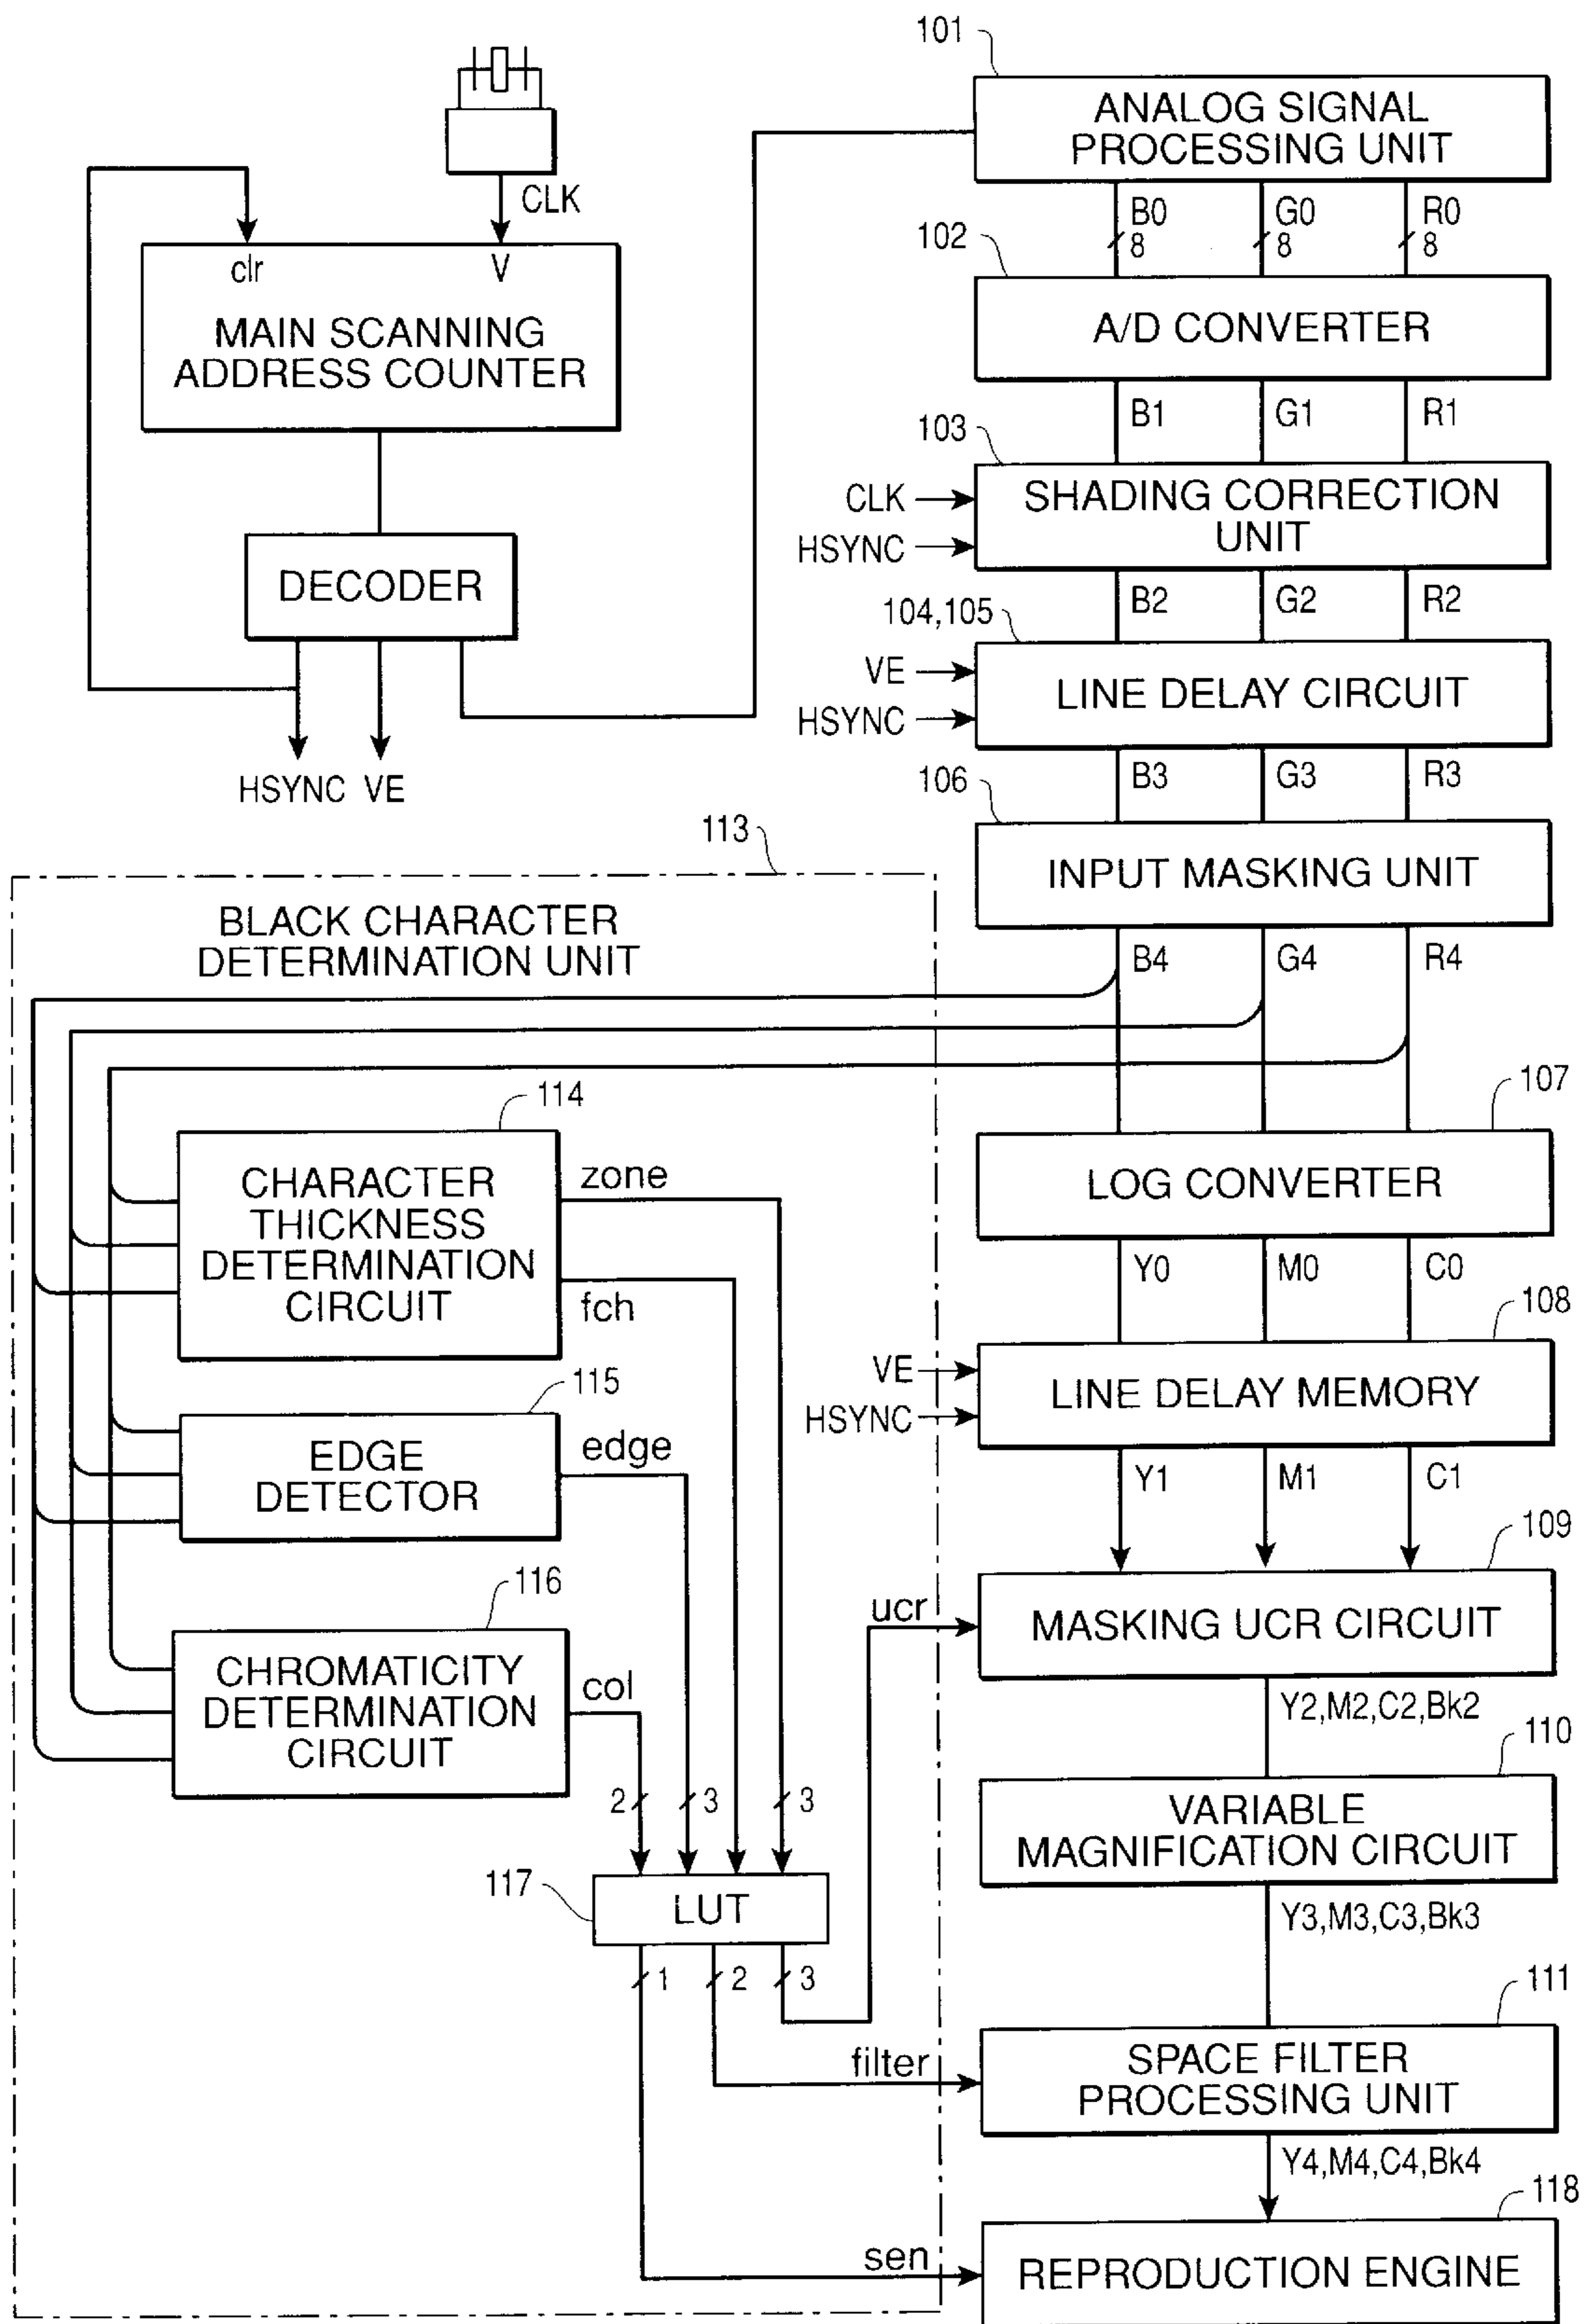 101
ANALOG SIGNAL
PROCESSING UNIT
CLK
B0 G0 R0
8 8 8
102
clr V
MAIN SCANNING
ADDRESS COUNTER
A/D CONVERTER
B1 G1 R1
103
CLK
HSYNC
SHADING CORRECTION
UNIT
DECODER
B2 G2 R2
104,105
VE
HSYNC
LINE DELAY CIRCUIT
HSYNC VE
B3 G3 R3
106
113
INPUT MASKING UNIT
BLACK CHARACTER
DETERMINATION UNIT
B4 G4 R4
107
114
CHARACTER
THICKNESS
DETERMINATION
CIRCUIT
zone
fch
LOG CONVERTER
Y0 M0 C0
108
VE
HSYNC
LINE DELAY MEMORY
115
EDGE
DETECTOR
edge
Y1 M1 C1
109
116
ucr
MASKING UCR CIRCUIT
CHROMATICITY
DETERMINATION
CIRCUIT
col
Y2,M2,C2,Bk2
110
2 3 3
VARIABLE
MAGNIFICATION CIRCUIT
117
LUT
Y3,M3,C3,Bk3
1 2 3
111
filter
SPACE FILTER
PROCESSING UNIT
Y4,M4,C4,Bk4
118
sen
REPRODUCTION ENGINE